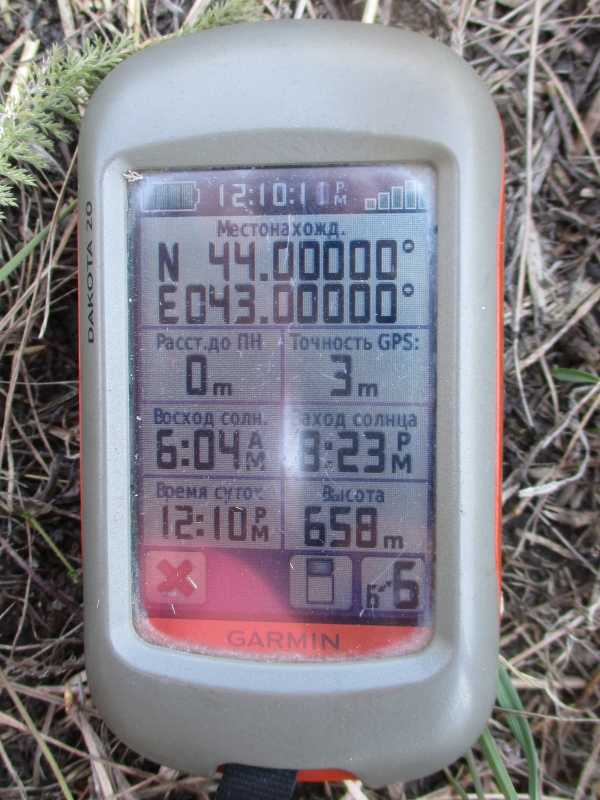 DAKOTA 20
12:10:11 PM
Местонахожд.
N 44.00000°
E043.00000°
Расст.до ПН Точность GPS:
0m 3m
Восход солн. Заход солнца
6:04 AM 8:23 PM
Время суток Высота
12:10 PM 658m
Б 6
GARMIN